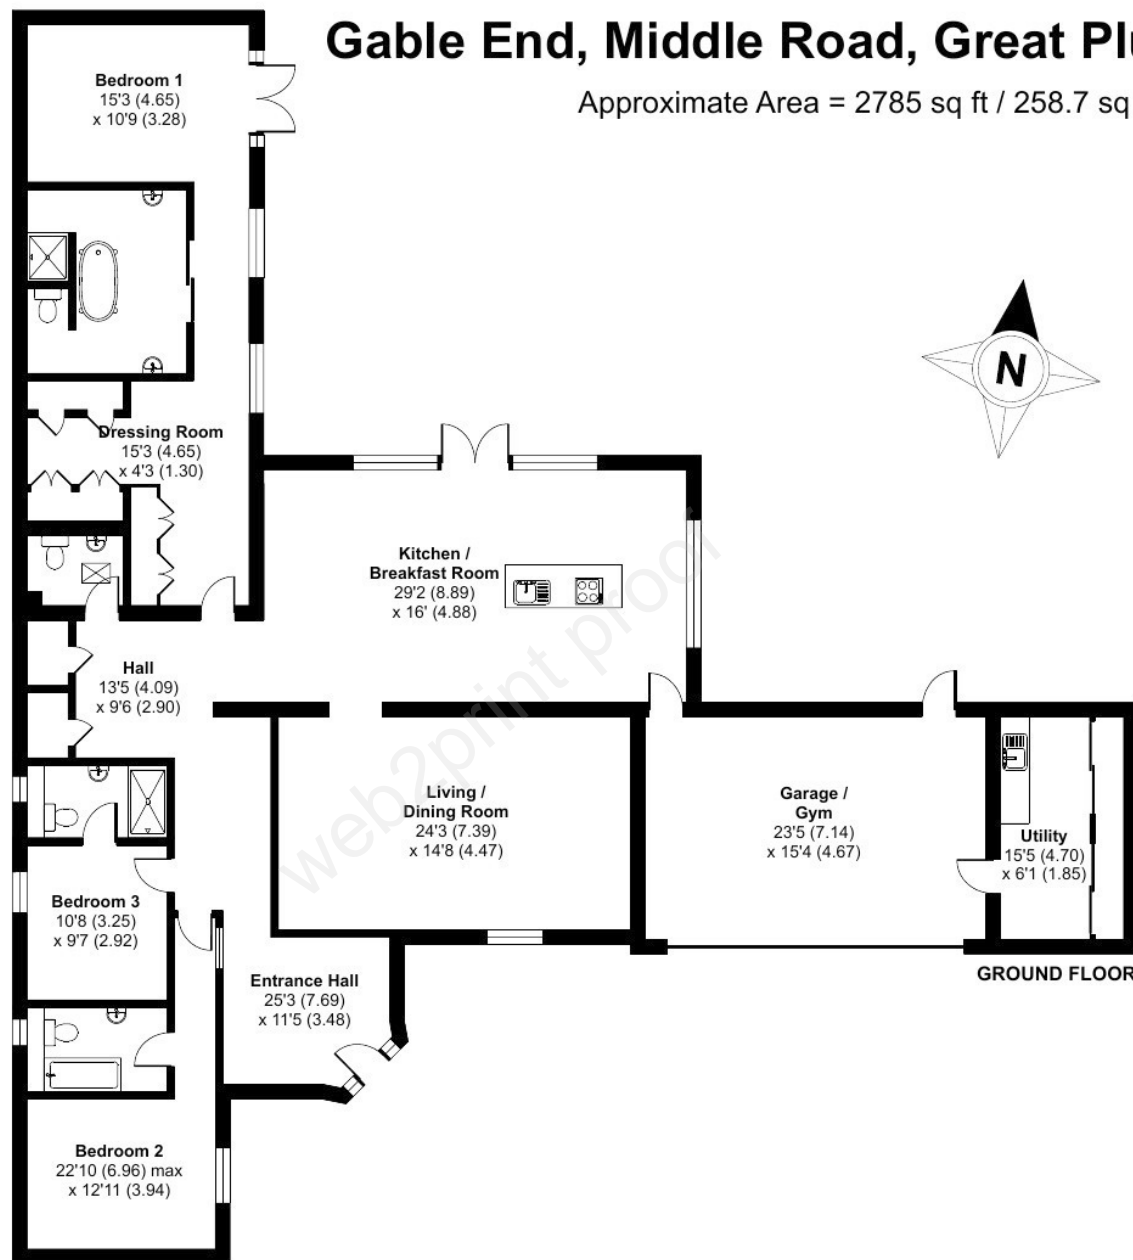 Gable End, Middle Road, Great Pl
Approximate Area = 2785 sq ft / 258.7 sq
Bedroom 1
15'3 (4.65)
x 10'9 (3.28)
N
Dressing Room
15'3 (4.65)
x 4'3 (1.30)
Kitchen /
Breakfast Room
29'2 (8.89)
x 16' (4.88)
Hall
13'5 (4.09)
x 9'6 (2.90)
Living /
Dining Room
24'3 (7.39)
x 14'8 (4.47)
Garage /
Gym
23'5 (7.14)
x 15'4 (4.67)
Utility
15'5 (4.70)
x 6'1 (1.85)
Bedroom 3
10'8 (3.25)
x 9'7 (2.92)
Entrance Hall
25'3 (7.69)
x 11'5 (3.48)
GROUND FLOOR
Bedroom 2
22'10 (6.96) max
x 12'11 (3.94)
web2print proof